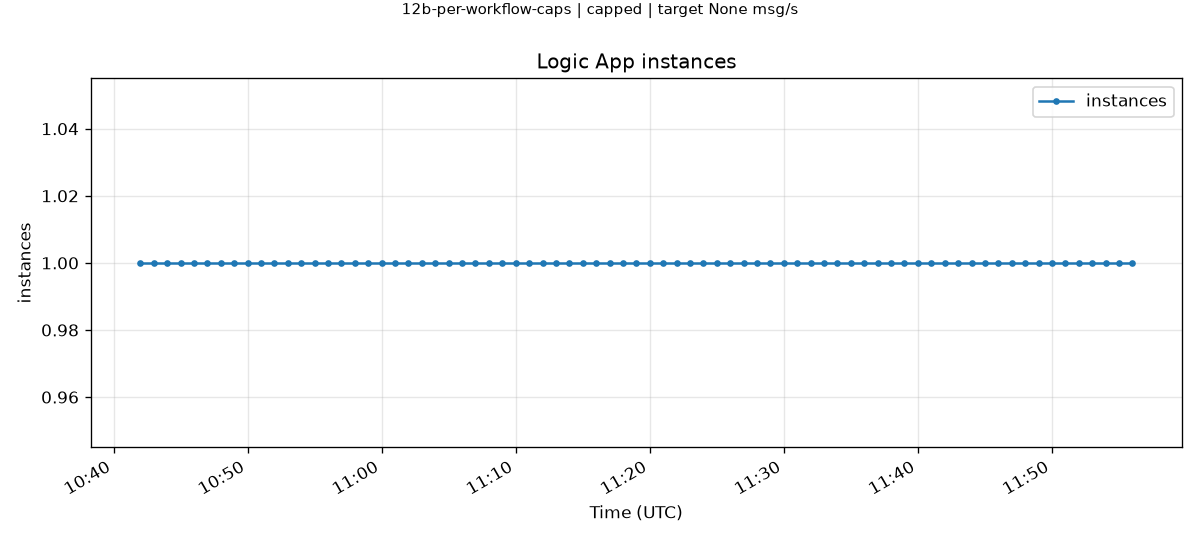 12b-per-workflow-caps | capped | target None msg/s
Logic App instances
instances
1.04
1.02
1.00
0.98
0.96
instances
10:40
10:50
11:00
11:10
11:20
11:30
11:40
11:50
Time (UTC)